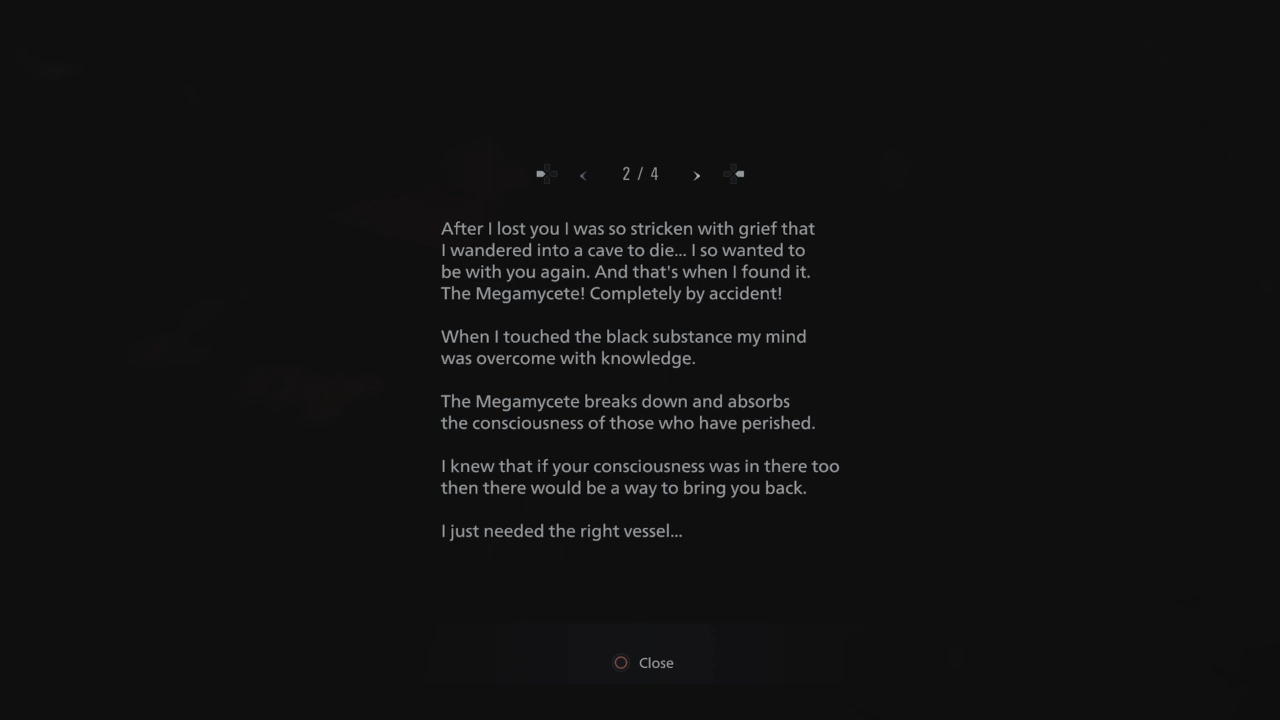 2 / 4
After I lost you I was so stricken with grief that
I wandered into a cave to die... I so wanted to
be with you again. And that's when I found it.
The Megamycete! Completely by accident!
When I touched the black substance my mind
was overcome with knowledge.
The Megamycete breaks down and absorbs
the consciousness of those who have perished.
I knew that if your consciousness was in there too
then there would be a way to bring you back.
I just needed the right vessel...
Close